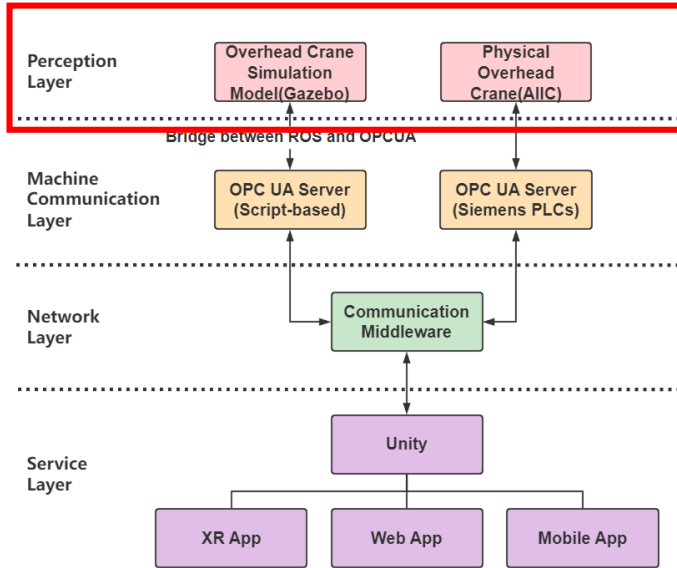 Perception
Layer
Overhead Crane
Simulation
Model(Gazebo)
Physical
Overhead
Crane(AIIC)
Bridge between ROS and OPCUA
Machine
Communication
Layer
OPC UA Server
(Script-based)
OPC UA Server
(Siemens PLCs)
Network
Layer
Communication
Middleware
Service
Layer
Unity
XR App
Web App
Mobile App